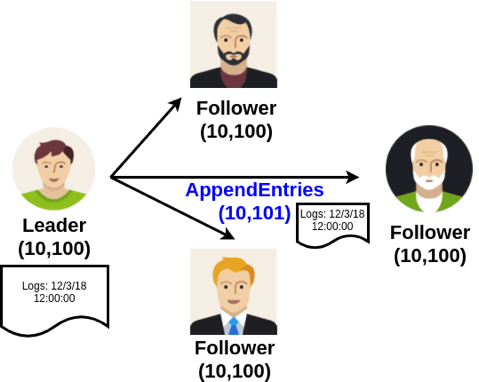 Follower
(10,100)
AppendEntries
(10,101)
Leader
(10,100)
Logs: 12/3/18
12:00:00
Follower
(10,100)
Logs: 12/3/18
12:00:00
Follower
(10,100)